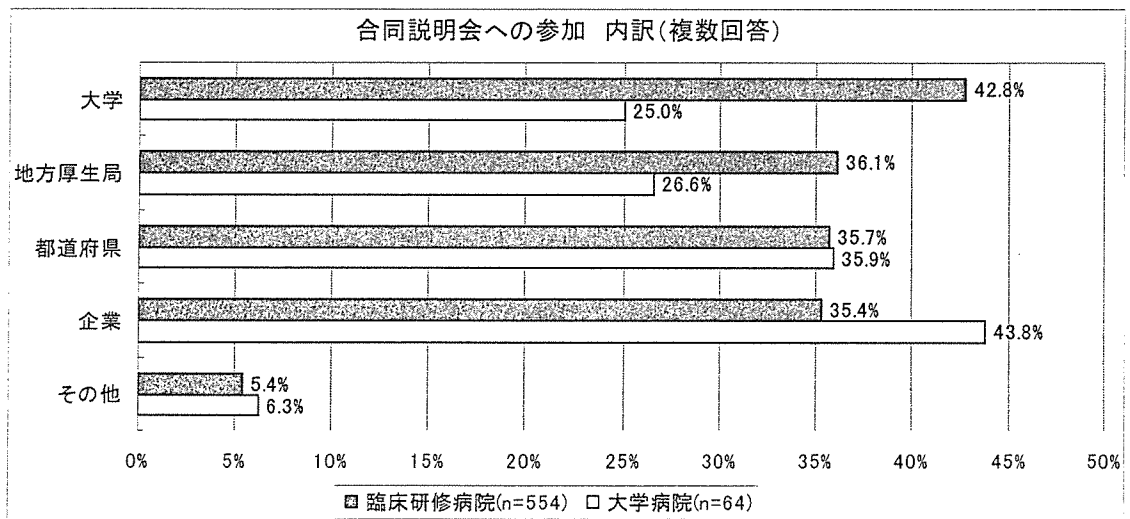 合同説明会への参加 内訳(複数回答)
大学
42.8%
25.0%
地方厚生局
36.1%
26.6%
都道府県
35.7%
35.9%
企業
35.4%
43.8%
その他
5.4%
6.3%
0% 5% 10% 15% 20% 25% 30% 35% 40% 45% 50%
臨床研修病院(n=554) 大学病院(n=64)